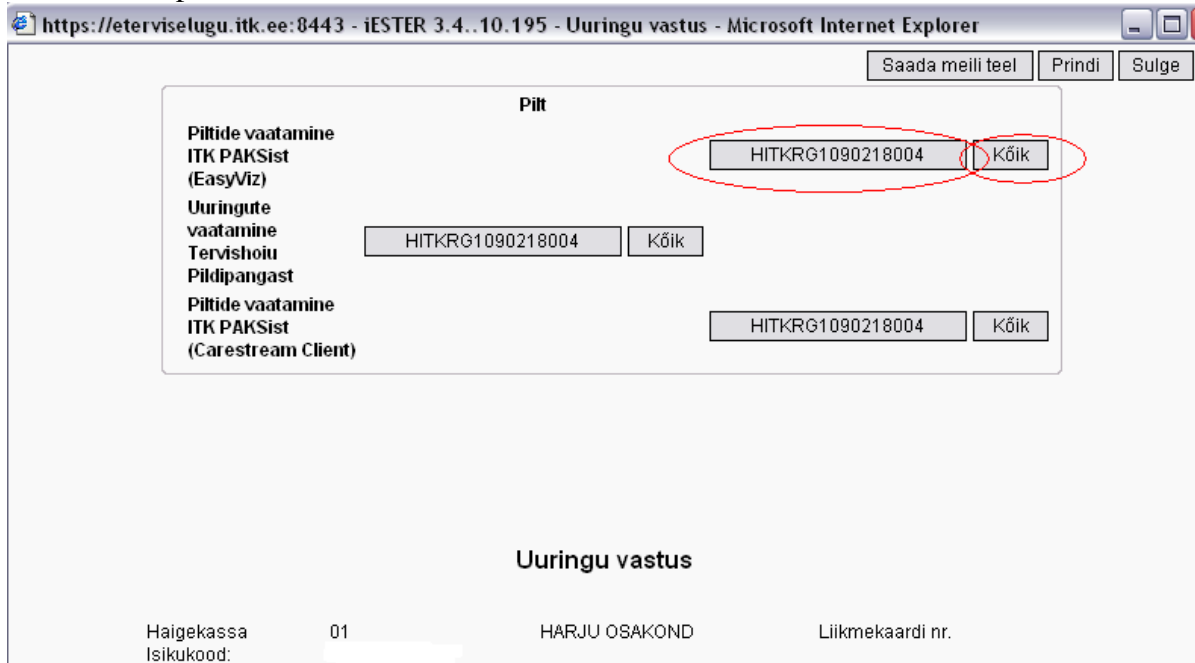 https://eterviselugu.itk.ee:8443 - iESTER 3.4..10.195 - Uuringu vastus - Microsoft Internet Explorer
Saada meili teel Prindi Sulge
Pilt
Piltide vaatamine
ITK PAKSist
(EasyViz)
HITKRG1090218004 Kõik
Uuringute
vaatamine
Tervishoiu
Pildipangast
HITKRG1090218004 Kõik
Piltide vaatamine
ITK PAKSist
(Carestream Client)
HITKRG1090218004 Kõik
Uuringu vastus
Haigekassa 01 HARJU OSAKOND Liikmekaardi nr.
Isikukood: